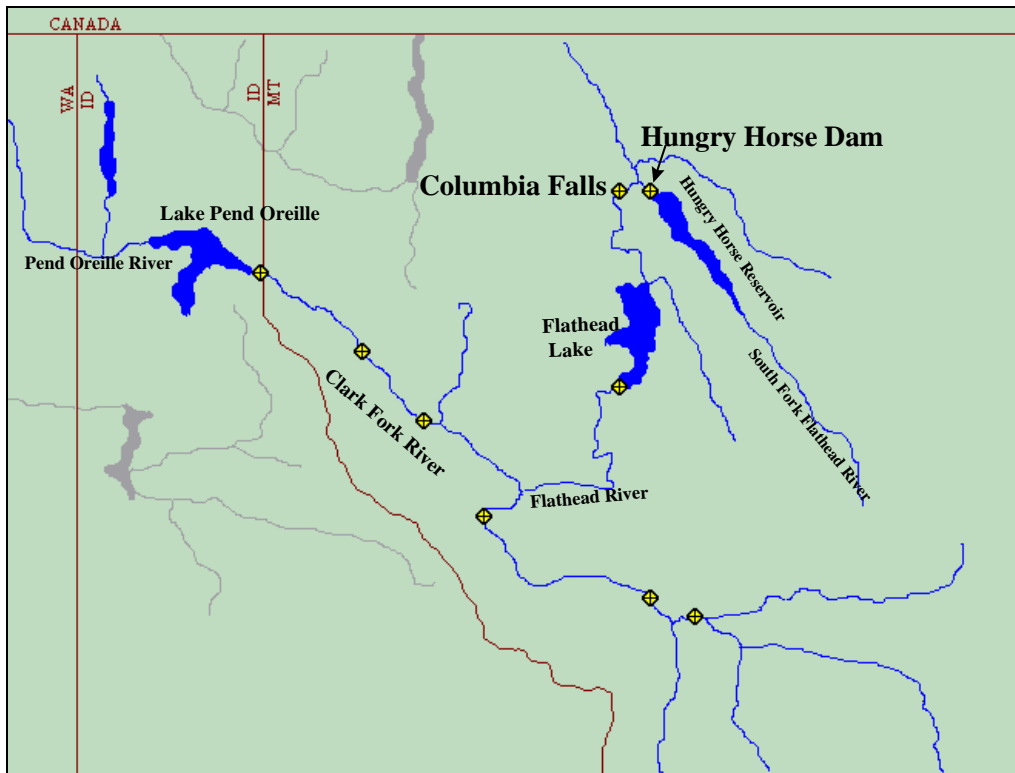 CANADA
WA
ID
ID
MT
Hungry Horse Dam
Columbia Falls
Hungry Horse Reservoir
Lake Pend Oreille
Pend Oreille River
Flathead
Lake
South Fork Flathead River
Clark Fork River
Flathead River